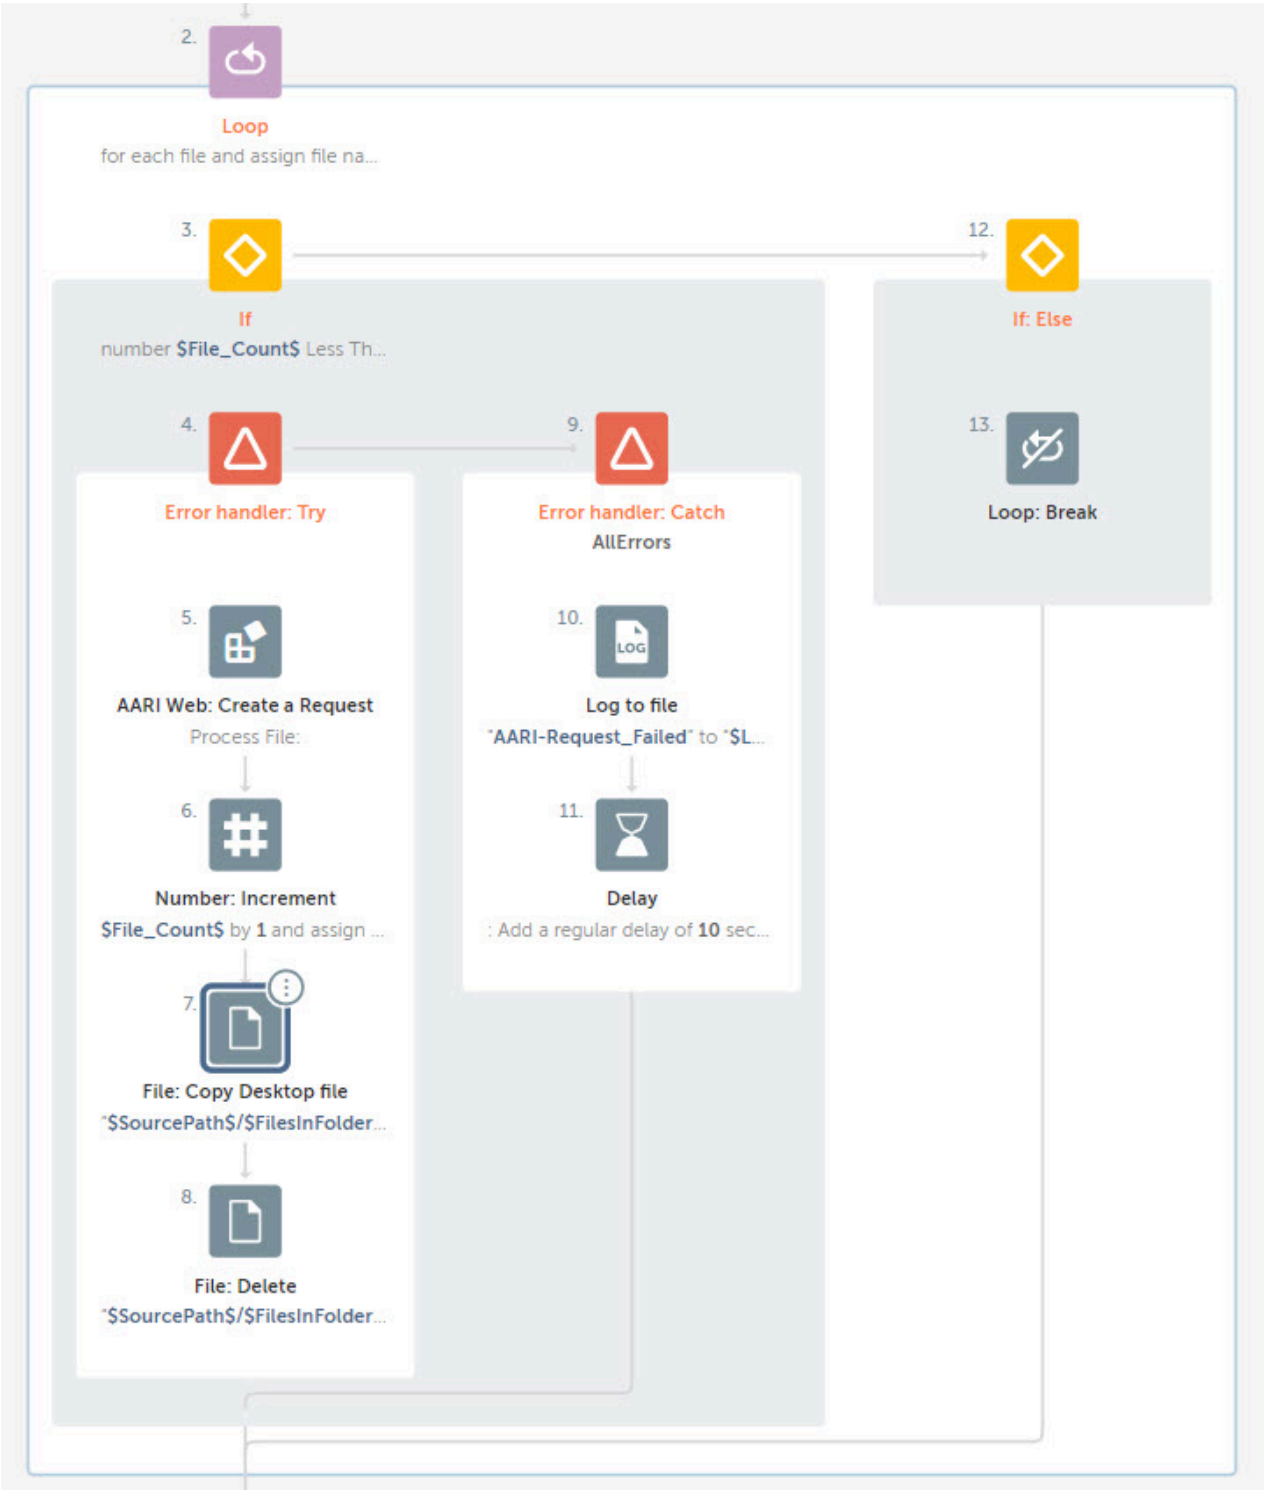 2.
Loop
for each file and assign file na...
3.
If
number $File_Count$ Less Th...
12.
If: Else
4.
Error handler: Try
9.
Error handler: Catch
AllErrors
13.
Loop: Break
5.
AARI Web: Create a Request
Process File:
10.
LOG
Log to file
"AARI-Request_Failed" to "$L...
6.
Number: Increment
$File_Count$ by 1 and assign ...
11.
Delay
: Add a regular delay of 10 sec...
7.
File: Copy Desktop file
"$SourcePath$/$FilesInFolder...
8.
File: Delete
"$SourcePath$/$FilesInFolder...